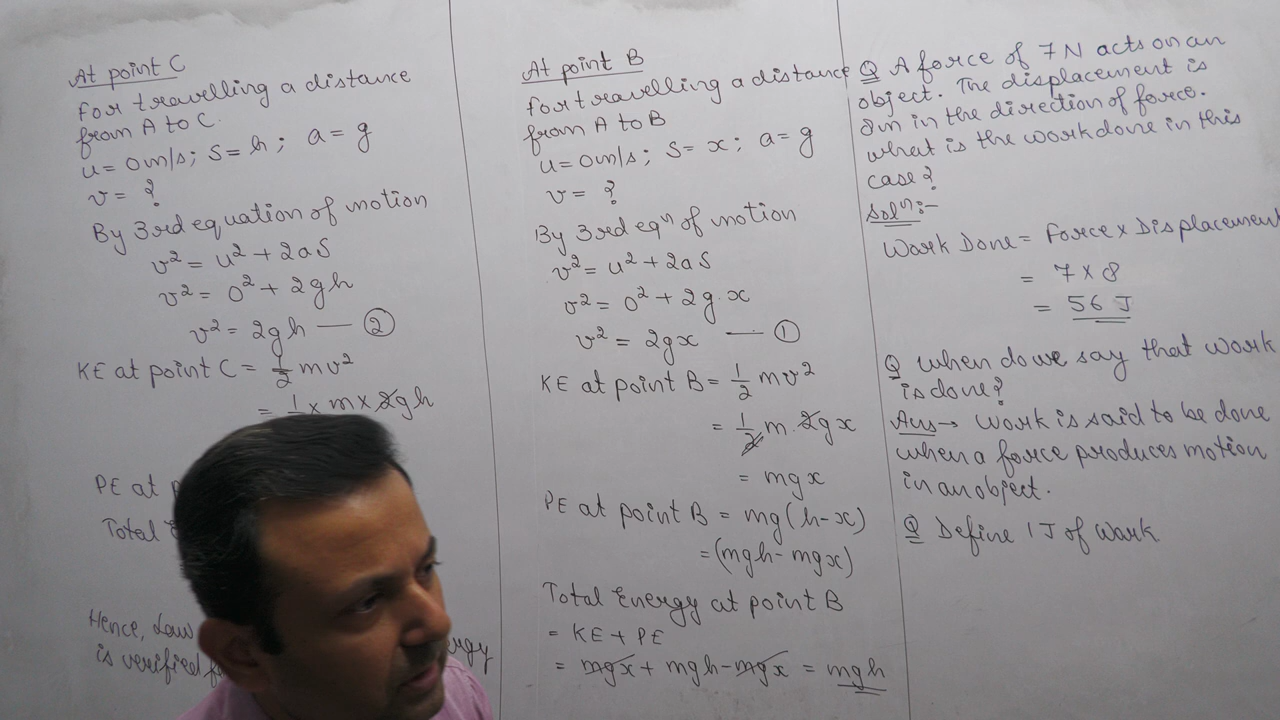 At point C
For travelling a distance
from A to C.
u = 0 m/s; S = h; a = g
v = ?
By 3rd equation of motion
v² = u² + 2aS
v² = 0² + 2gh
v² = 2gh — ②
KE at point C = 1/2 mv²
= 1/2 × m × 2gh
PE at
Total
Hence, Law
is verified
At point B
For travelling a distance
from A to B
u = 0 m/s; S = x; a = g
v = ?
By 3rd eqⁿ of motion
v² = u² + 2aS
v² = 0² + 2g.x
v² = 2gx — ①
KE at point B = 1/2 mv²
= 1/2 m.2gx
= mgx
PE at point B = mg(h-x)
= (mgh - mgx)
Total Energy at point B
= KE + PE
= mgx + mgh - mgx = mgh
Q A force of 7 N acts on an
object. The displacement is
8m in the direction of force.
what is the workdone in this
case?
Solⁿ:-
Work Done = Force × Displacement
= 7 × 8
= 56 J
Q when do we say that work
is done?
Ans → Work is said to be done
when a force produces motion
in an object.
Q Define 1 J of Work